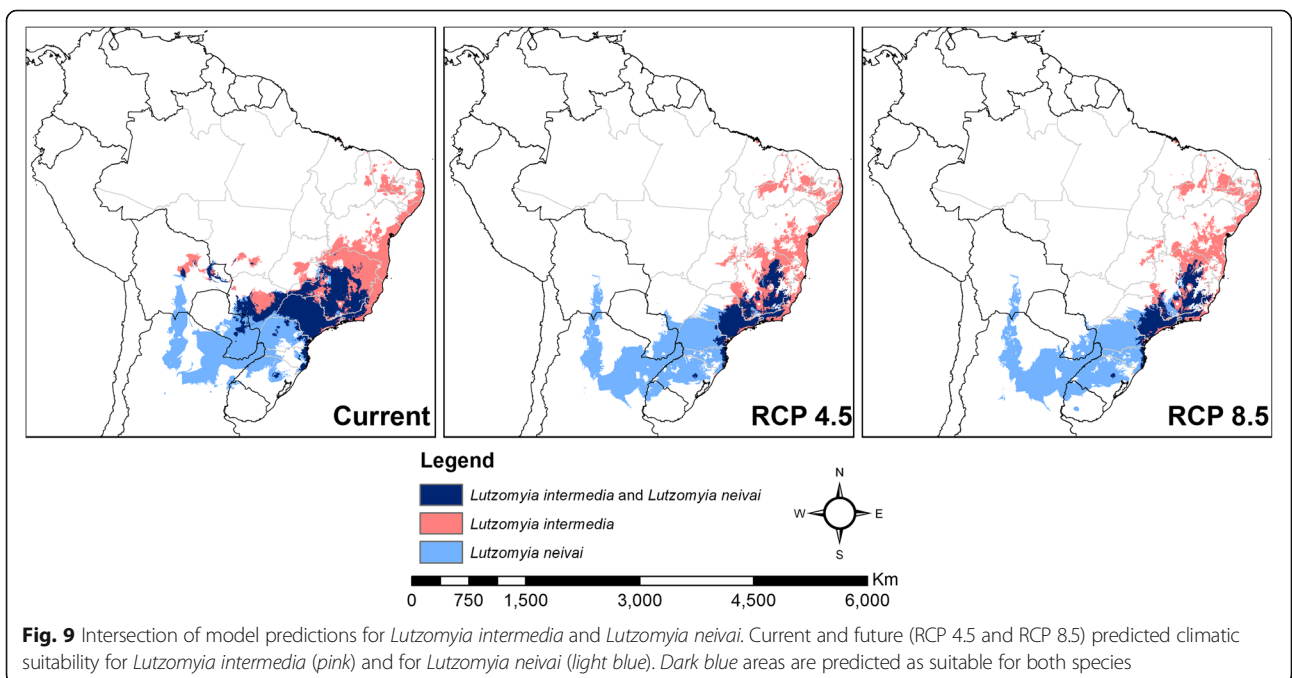 Current
RCP 4.5
RCP 8.5
Legend
Lutzomyia intermedia and Lutzomyia neivai
Lutzomyia intermedia
Lutzomyia neivai
N
W E
S
Km
0 750 1,500 3,000 4,500 6,000
Fig. 9 Intersection of model predictions for Lutzomyia intermedia and Lutzomyia neivai. Current and future (RCP 4.5 and RCP 8.5) predicted climatic
suitability for Lutzomyia intermedia (pink) and for Lutzomyia neivai (light blue). Dark blue areas are predicted as suitable for both species